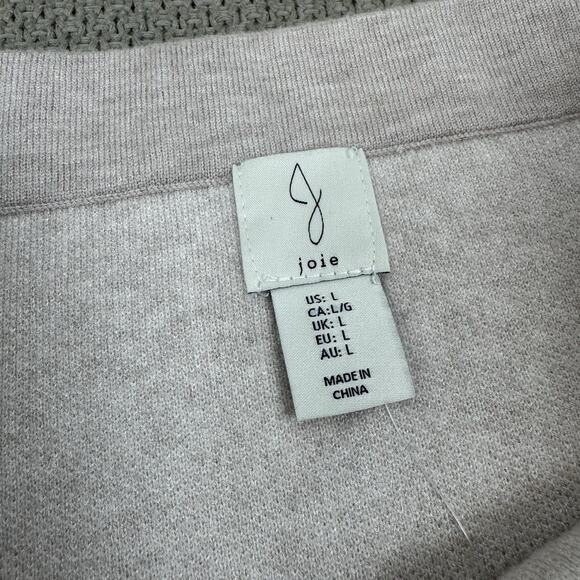 joie
US: L
CA:L/G
UK: L
EU: L
AU: L
MADE IN
CHINA